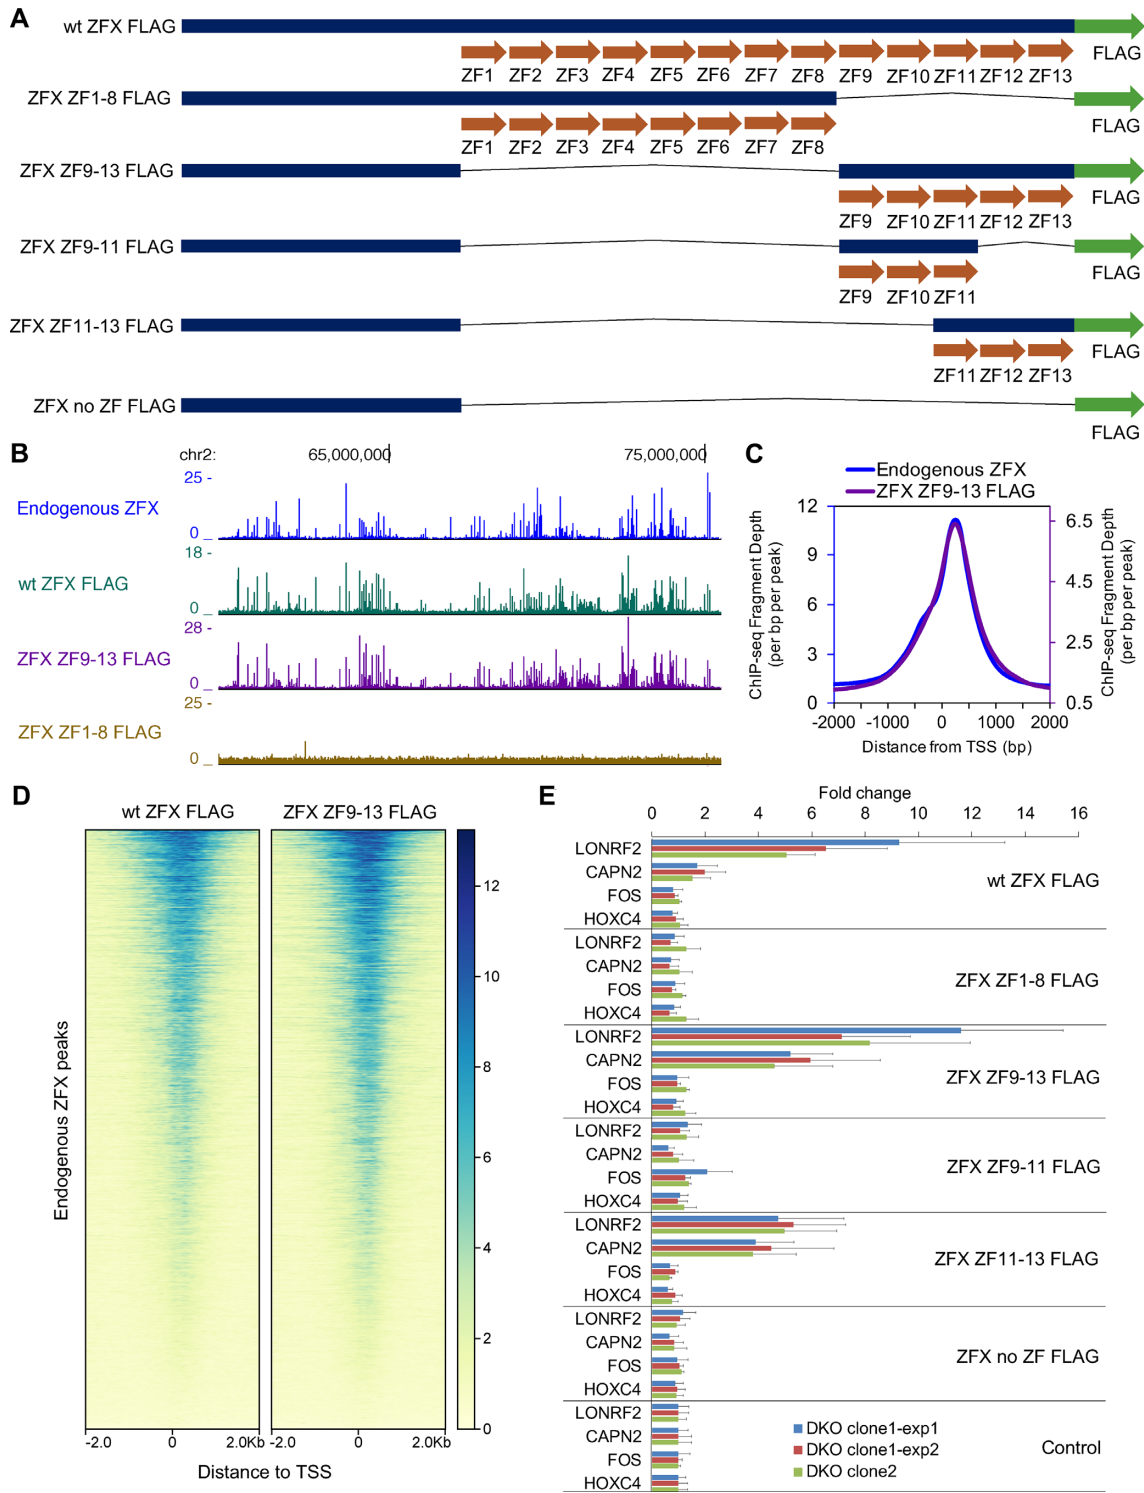 A
wt ZFX FLAG
ZF1 ZF2 ZF3 ZF4 ZF5 ZF6 ZF7 ZF8 ZF9 ZF10 ZF11 ZF12 ZF13 FLAG
ZFX ZF1-8 FLAG
ZF1 ZF2 ZF3 ZF4 ZF5 ZF6 ZF7 ZF8 FLAG
ZFX ZF9-13 FLAG
ZF9 ZF10 ZF11 ZF12 ZF13 FLAG
ZFX ZF9-11 FLAG
ZF9 ZF10 ZF11 FLAG
ZFX ZF11-13 FLAG
ZF11 ZF12 ZF13 FLAG
ZFX no ZF FLAG
FLAG
B
chr2: 65,000,000 75,000,000
25 -
Endogenous ZFX
0 _
18 -
wt ZFX FLAG
0 _
28 -
ZFX ZF9-13 FLAG
0 _
25 -
ZFX ZF1-8 FLAG
0 _
C
Endogenous ZFX
ZFX ZF9-13 FLAG
ChIP-seq Fragment Depth
(per bp per peak)
12
9
6
3
0
6.5
4.5
2.5
0.5
ChIP-seq Fragment Depth
(per bp per peak)
-2000 -1000 0 1000 2000
Distance from TSS (bp)
D
wt ZFX FLAG ZFX ZF9-13 FLAG
Endogenous ZFX peaks
12
10
8
6
4
2
0
-2.0 0 2.0Kb -2.0 0 2.0Kb
Distance to TSS
E
Fold change
0 2 4 6 8 10 12 14 16
LONRF2
CAPN2
FOS
HOXC4
wt ZFX FLAG
LONRF2
CAPN2
FOS
HOXC4
ZFX ZF1-8 FLAG
LONRF2
CAPN2
FOS
HOXC4
ZFX ZF9-13 FLAG
LONRF2
CAPN2
FOS
HOXC4
ZFX ZF9-11 FLAG
LONRF2
CAPN2
FOS
HOXC4
ZFX ZF11-13 FLAG
LONRF2
CAPN2
FOS
HOXC4
ZFX no ZF FLAG
LONRF2
CAPN2
FOS
HOXC4
Control
DKO clone1-exp1
DKO clone1-exp2
DKO clone2